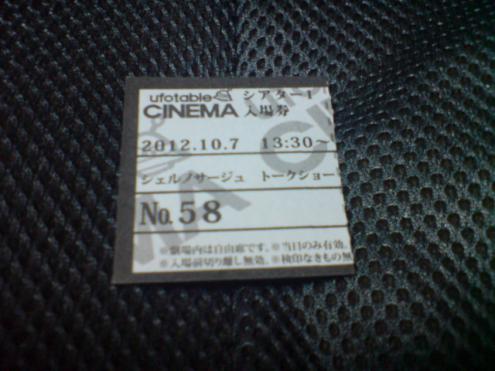 ufotable CINEMA シアター1 入場券
2012.10.7 13:30~
シェルノサージュ トークショー
No.58
※劇場内は自由席です。※当日のみ有効。
※入場前切り離し無効。※検印なきもの無